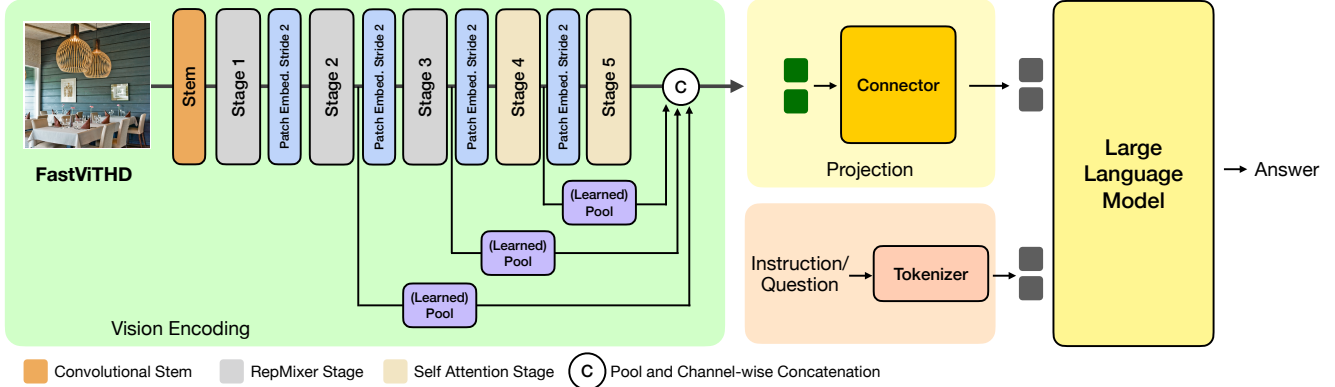 FastViTHD
Stem
Stage 1
Patch Embed. Stride 2
Stage 2
Patch Embed. Stride 2
Stage 3
Patch Embed. Stride 2
Stage 4
Patch Embed. Stride 2
Stage 5
C
(Learned)
Pool
(Learned)
Pool
(Learned)
Pool
Vision Encoding
Connector
Projection
Instruction/
Question
Tokenizer
Large
Language
Model
Answer
Convolutional Stem
RepMixer Stage
Self Attention Stage
C
Pool and Channel-wise Concatenation